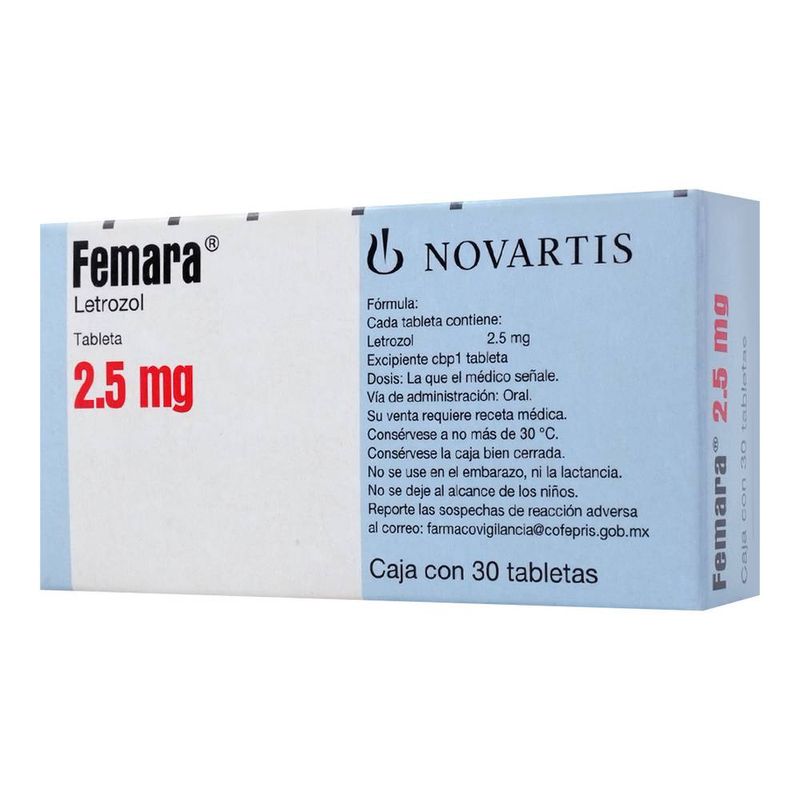 Femara®
Letrozol
Tableta
2.5 mg
NOVARTIS
Fórmula:
Cada tableta contiene:
Letrozol 2.5 mg
Excipiente cbp1 tableta
Dosis: La que el médico señale.
Vía de administración: Oral.
Su venta requiere receta médica.
Consérvese a no más de 30 °C.
Consérvese la caja bien cerrada.
No se use en el embarazo, ni la lactancia.
No se deje al alcance de los niños.
Reporte las sospechas de reacción adversa
al correo: farmacovigilancia@cofepris.gob.mx
Caja con 30 tabletas
Femara® 2.5 mg
Caja con 30 tabletas